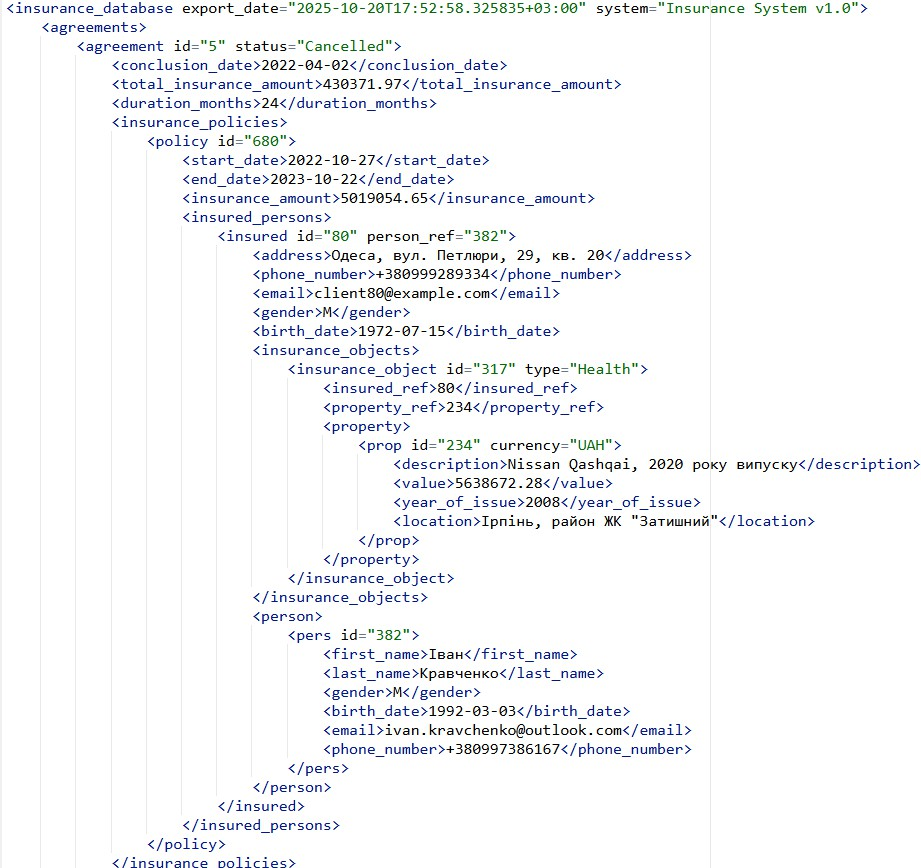 <insurance_database export_date="2025-10-20T17:52:58.325835+03:00" system="Insurance System v1.0">
<agreements>
<agreement id="5" status="Cancelled">
<conclusion_date>2022-04-02</conclusion_date>
<total_insurance_amount>430371.97</total_insurance_amount>
<duration_months>24</duration_months>
<insurance_policies>
<policy id="680">
<start_date>2022-10-27</start_date>
<end_date>2023-10-22</end_date>
<insurance_amount>5019054.65</insurance_amount>
<insured_persons>
<insured id="80" person_ref="382">
<address>Одеса, вул. Петлюри, 29, кв. 20</address>
<phone_number>+380999289334</phone_number>
<email>client80@example.com</email>
<gender>M</gender>
<birth_date>1972-07-15</birth_date>
<insurance_objects>
<insurance_object id="317" type="Health">
<insured_ref>80</insured_ref>
<property_ref>234</property_ref>
<property>
<prop id="234" currency="UAH">
<description>Nissan Qashqai, 2020 року випуску</description>
<value>5638672.28</value>
<year_of_issue>2008</year_of_issue>
<location>Ірпінь, район ЖК "Затишний"</location>
</prop>
</property>
</insurance_object>
</insurance_objects>
<person>
<pers id="382">
<first_name>Іван</first_name>
<last_name>Кравченко</last_name>
<gender>M</gender>
<birth_date>1992-03-03</birth_date>
<email>ivan.kravchenko@outlook.com</email>
<phone_number>+380997386167</phone_number>
</pers>
</person>
</insured>
</insured_persons>
</policy>
</insurance_policies>